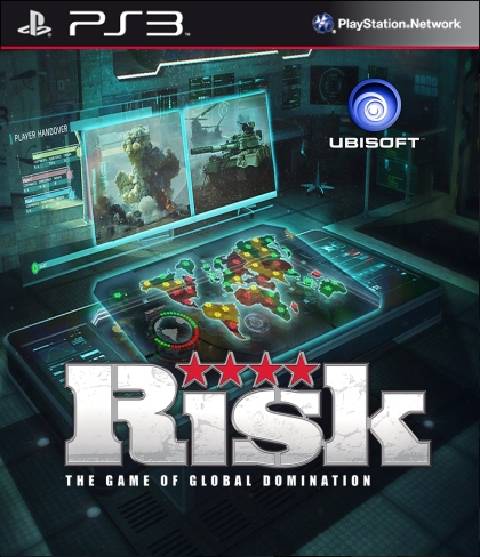 PS3
PlayStation Network
PLAYER HANDOVER
UBISOFT
RISK
THE GAME OF GLOBAL DOMINATION